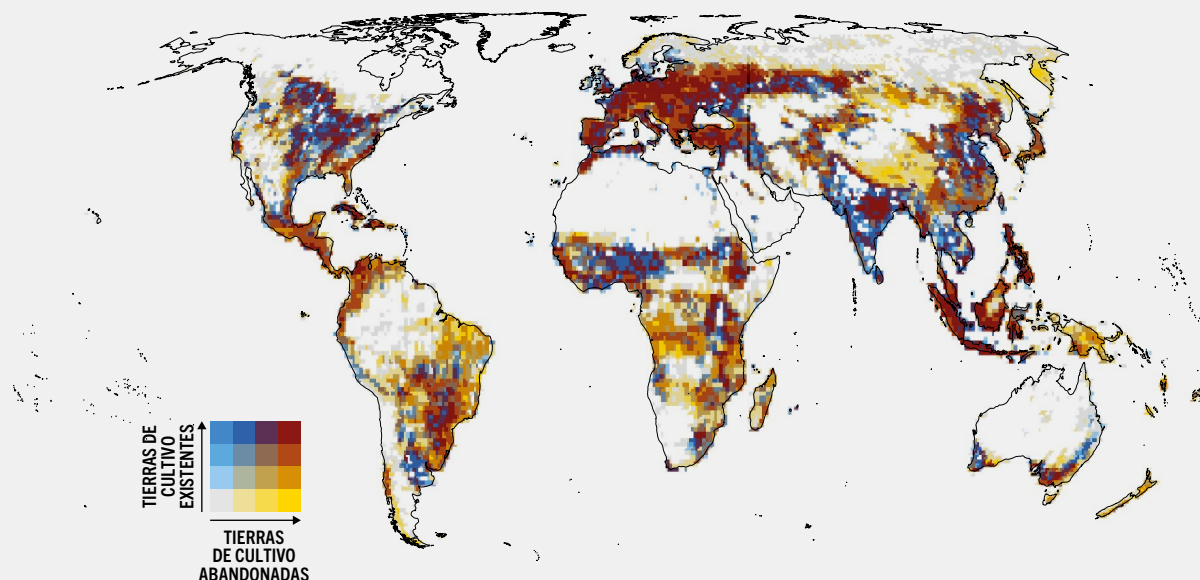 TIERRAS DE
CULTIVO
EXISTENTES
TIERRAS
DE CULTIVO
ABANDONADAS